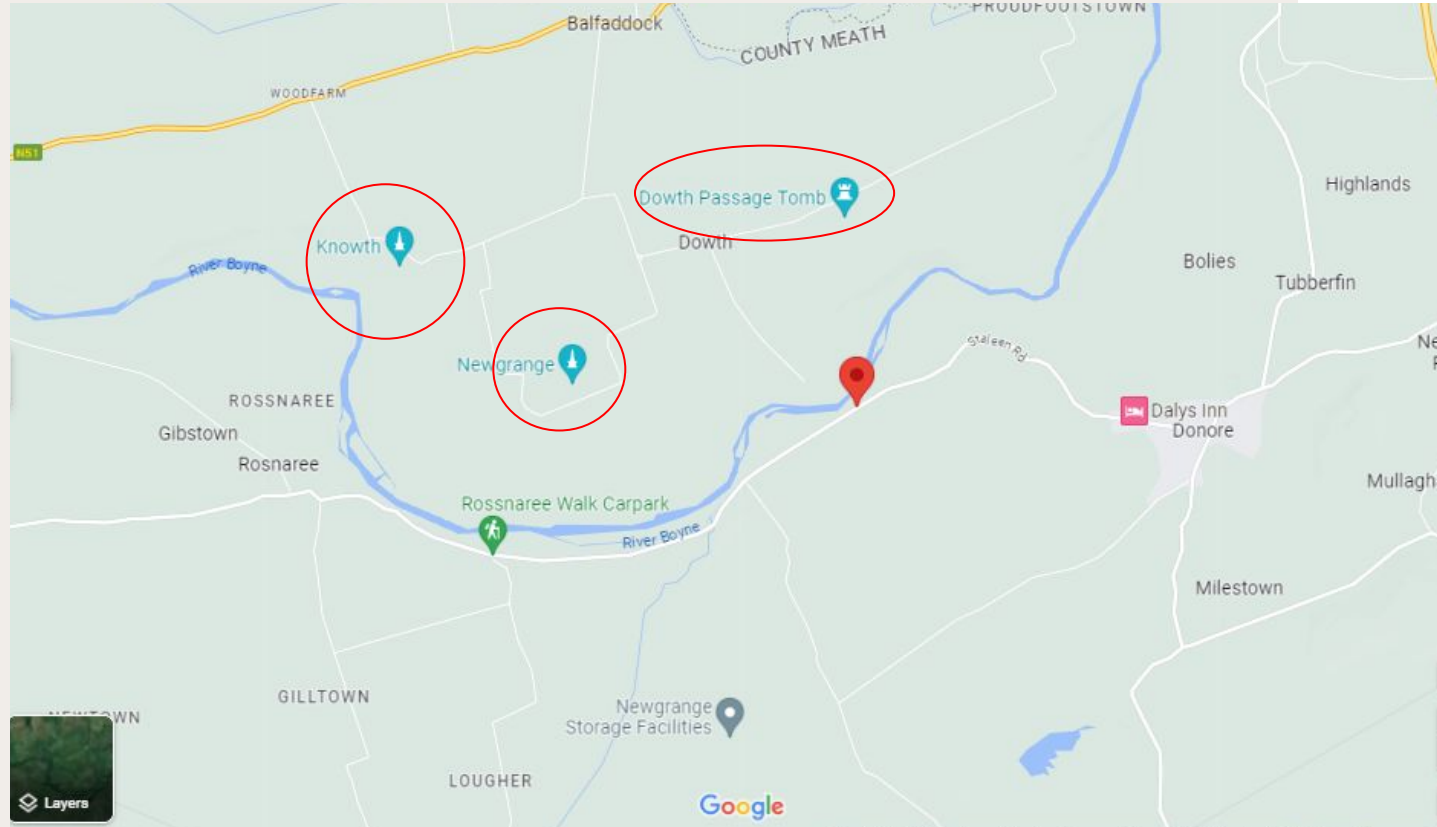 PROUDFOOTSTOWN
Balfaddock
COUNTY MEATH
WOODFARM
N51
Dowth Passage Tomb
Highlands
Knowth
Dowth
River Boyne
Bolies
Tubberfin
Staleen Rd
Ne
Newgrange
ROSSNAREE
Dalys Inn
Donore
Gibstown
Rosnaree
Mullagh
Rossnaree Walk Carpark
River Boyne
Milestown
GILLTOWN
Newgrange
Storage Facilities
NEWTOWN
LOUGHER
Layers
Google